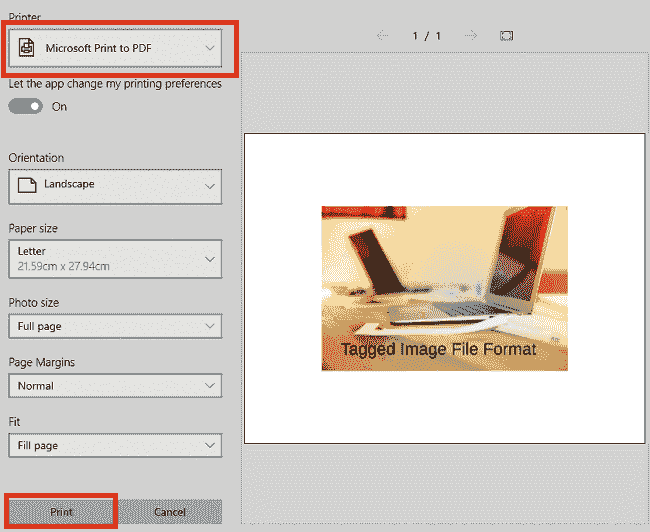 Printer
Microsoft Print to PDF
1 / 1
Let the app change my printing preferences
On
Orientation
Landscape
Paper size
Letter
21.59cm x 27.94cm
Photo size
Full page
Page Margins
Normal
Fit
Fill page
Print
Cancel
Tagged Image File Format